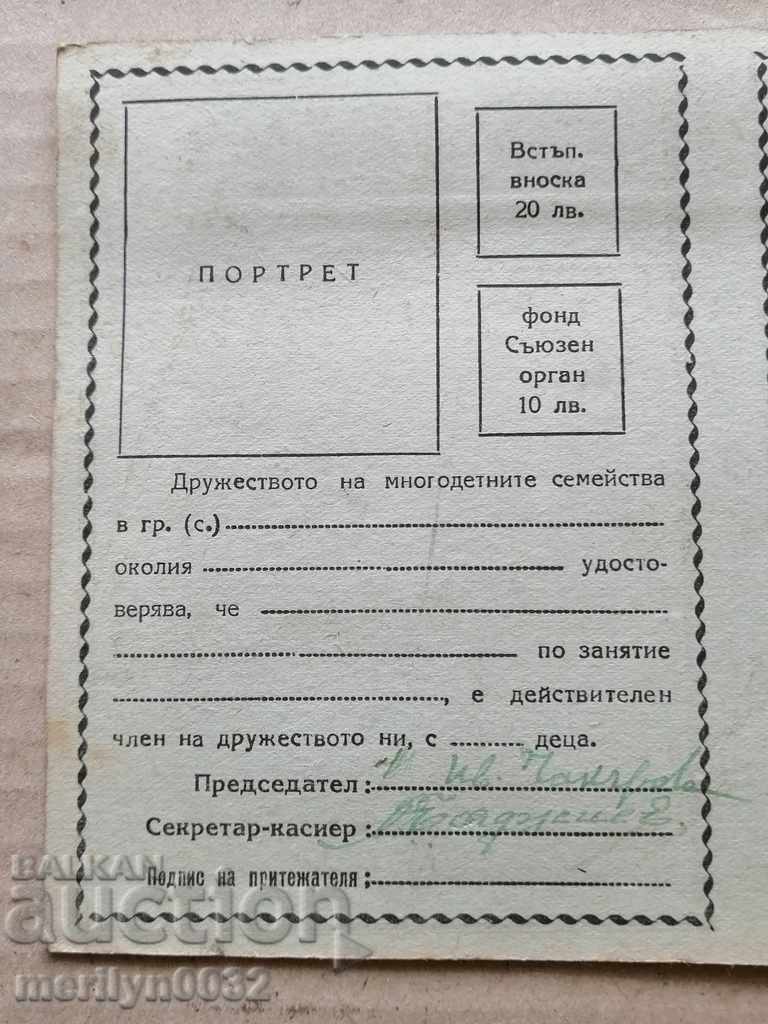 ПОРТРЕТ
Встъп.
вноска
20 лв.
фонд
Съюзен
орган
10 лв.
Дружеството на многодетните семейства
в гр. (с.)
околия удосто-
верява, че
по занятие
, е действителен
член на дружеството ни, с деца.
Председател: Ив.
Секретар-касиер:
Подпис на притежателя:
BALKAN
auction
merilyn0032